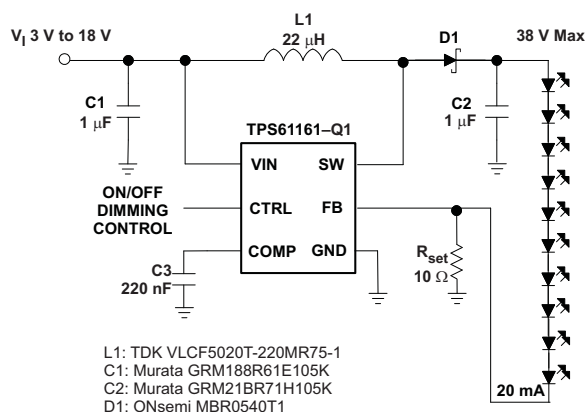 L1
22 µH
V_I 3 V to 18 V
D1
38 V Max
C1
1 µF
C2
1 µF
TPS61161–Q1
VIN
SW
ON/OFF
DIMMING
CONTROL
CTRL
FB
COMP
GND
C3
220 nF
R_set
10 Ω
20 mA
L1: TDK VLCF5020T-220MR75-1
C1: Murata GRM188R61E105K
C2: Murata GRM21BR71H105K
D1: ONsemi MBR0540T1